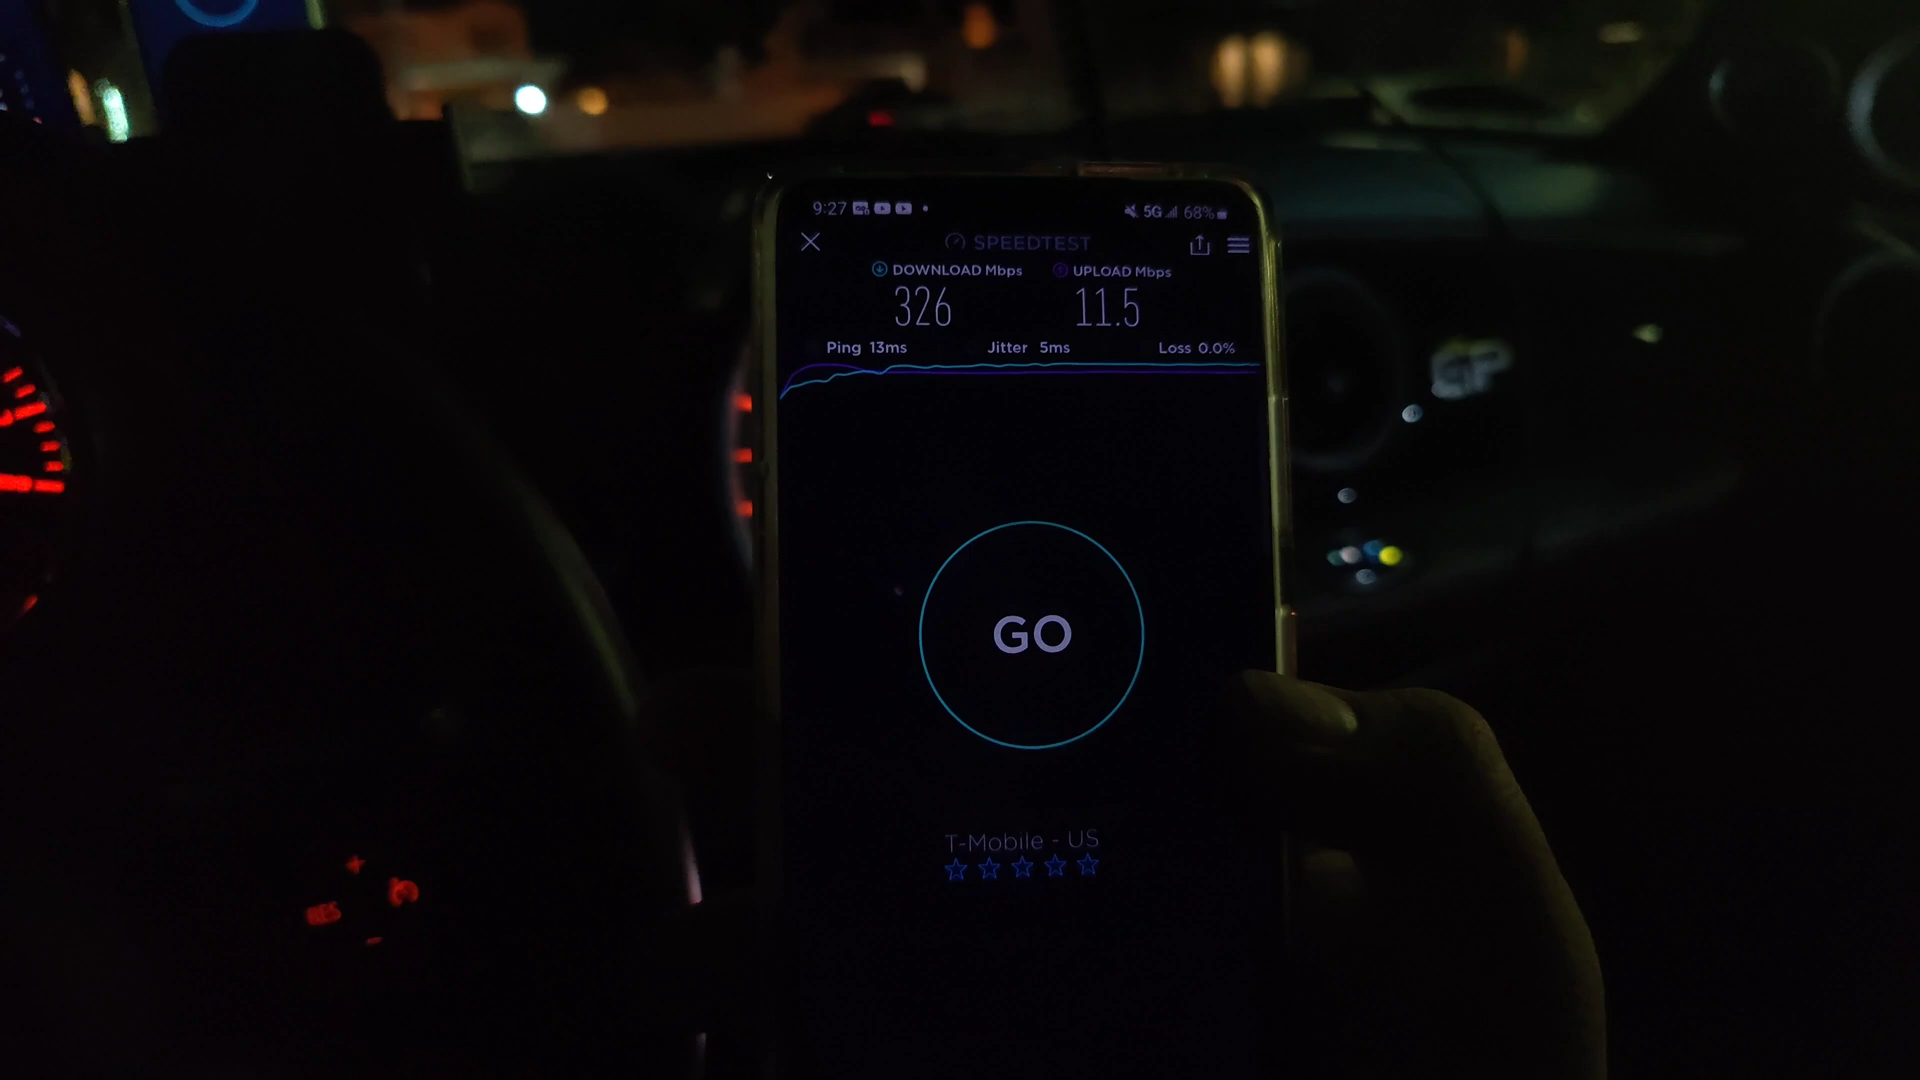 9:27 5G 68%
SPEEDTEST
DOWNLOAD Mbps UPLOAD Mbps
326 11.5
Ping 13ms Jitter 5ms Loss 0.0%
GO
T-Mobile - US
RES